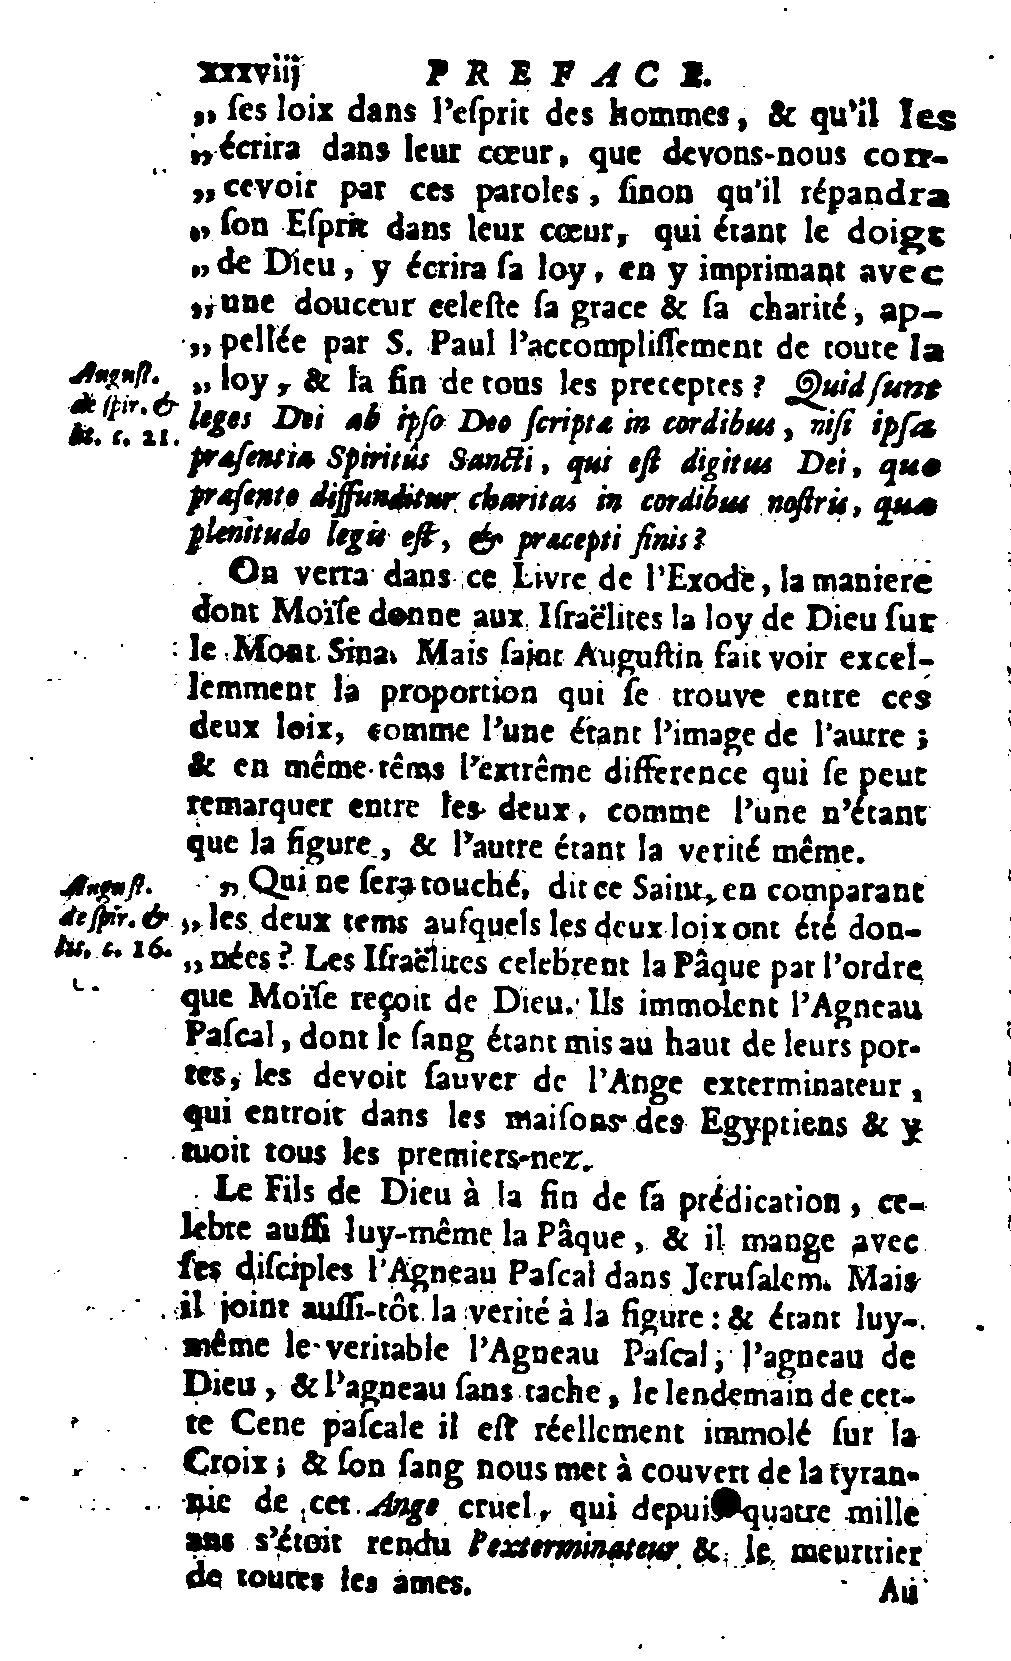 xxxviij PREFACE.
„ ſes loix dans l'eſprit des hommes, & qu'il les
„ écrira dans leur cœur, que devons-nous con-
„ cevoir par ces paroles, ſinon qu'il répandra
„ ſon Eſprit dans leur cœur, qui étant le doigt
„ de Dieu, y écrira ſa loy, en y imprimant avec
„ une douceur celeſte ſa grace & ſa charité, ap-
„ pellée par S. Paul l'accompliſſement de toute la
Auguſt.
de ſpir. &
lit. c. 21.
„ loy, & la fin de tous les preceptes? Quid ſunt
leges Dei ab ipſo Deo ſcripta in cordibus, niſi ipſa
præſentia Spiritûs Sancti, qui eſt digitus Dei, quo
præſente diffunditur charitas in cordibus noſtris, quæ
plenitudo legis eſt, & præcepti finis?
On verra dans ce Livre de l'Exode, la maniere
dont Moïſe donne aux Iſraëlites la loy de Dieu ſur
le Mont Sina. Mais ſaint Auguſtin fait voir excel-
lemment la proportion qui ſe trouve entre ces
deux loix, comme l'une étant l'image de l'autre;
& en même têms l'extrême difference qui ſe peut
remarquer entre les deux, comme l'une n'étant
que la figure, & l'autre étant la verité même.
Auguſt.
de ſpir. &
lit. c. 16.
„ Qui ne ſera touché, dit ce Saint, en comparant
„ les deux tems auſquels les deux loix ont été don-
„ nées? Les Iſraëlites celebrent la Pâque par l'ordre
que Moïſe reçoit de Dieu. Ils immolent l'Agneau
Paſcal, dont le ſang étant mis au haut de leurs por-
tes, les devoit ſauver de l'Ange exterminateur,
qui entroit dans les maiſons des Egyptiens & y
tuoit tous les premiers-nez.
Le Fils de Dieu à la fin de ſa prédication, ce-
lebre auſſi luy-même la Pâque, & il mange avec
ſes diſciples l'Agneau Paſcal dans Jeruſalem. Mais
il joint auſſi-tôt la verité à la figure: & étant luy-
même le veritable l'Agneau Paſcal, l'agneau de
Dieu, & l'agneau ſans tache, le lendemain de cet-
te Cene paſcale il eſt réellement immolé ſur la
Croix; & ſon ſang nous met à couvert de la tyran-
nie de cet Ange cruel, qui depuis quatre mille
ans s'étoit rendu l'exterminateur & le meurtrier
de toutes les ames.
Au